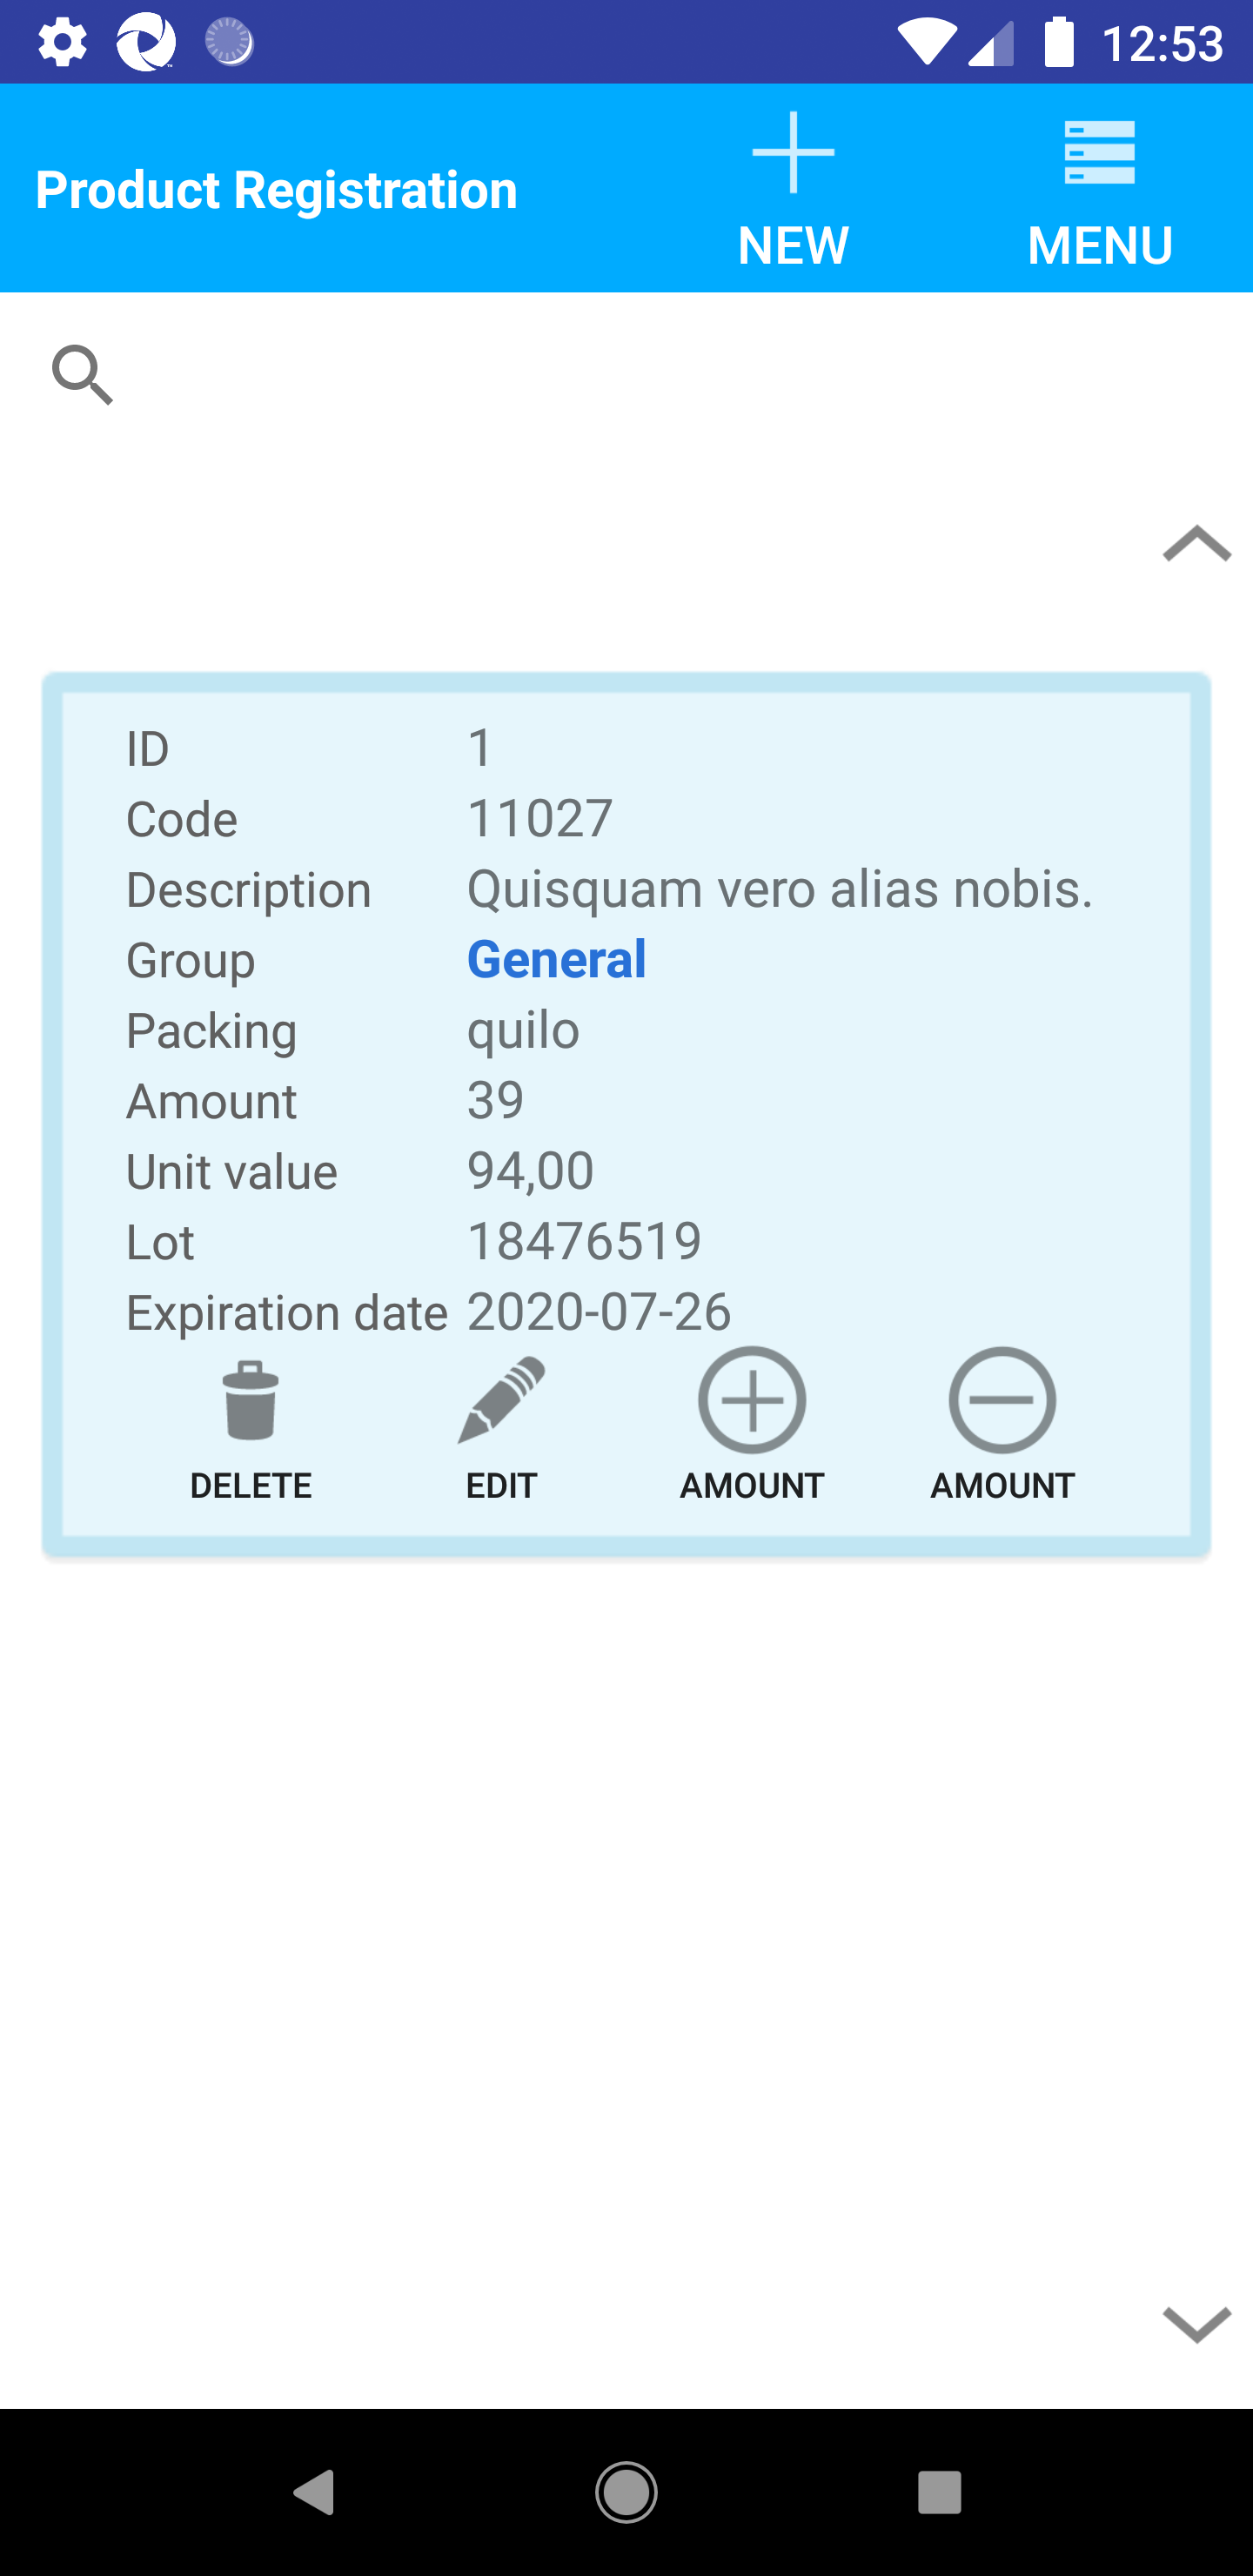 12:53
Product Registration
NEW
MENU
ID 1
Code 11027
Description Quisquam vero alias nobis.
Group General
Packing quilo
Amount 39
Unit value 94,00
Lot 18476519
Expiration date 2020-07-26
DELETE EDIT AMOUNT AMOUNT